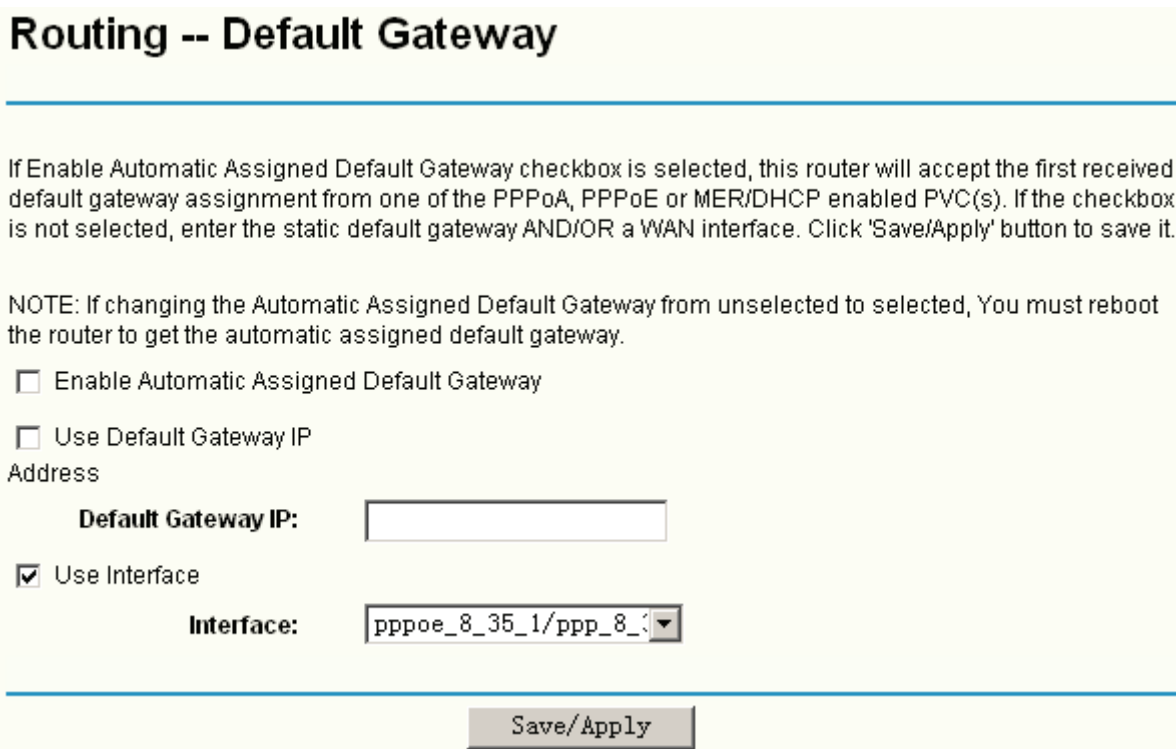 Routing -- Default Gateway
If Enable Automatic Assigned Default Gateway checkbox is selected, this router will accept the first received
default gateway assignment from one of the PPPoA, PPPoE or MER/DHCP enabled PVC(s). If the checkbox
is not selected, enter the static default gateway AND/OR a WAN interface. Click 'Save/Apply' button to save it.
NOTE: If changing the Automatic Assigned Default Gateway from unselected to selected, You must reboot
the router to get the automatic assigned default gateway.
Enable Automatic Assigned Default Gateway
Use Default Gateway IP
Address
Default Gateway IP:
Use Interface
Interface:
pppoe_8_35_1/ppp_8_
Save/Apply